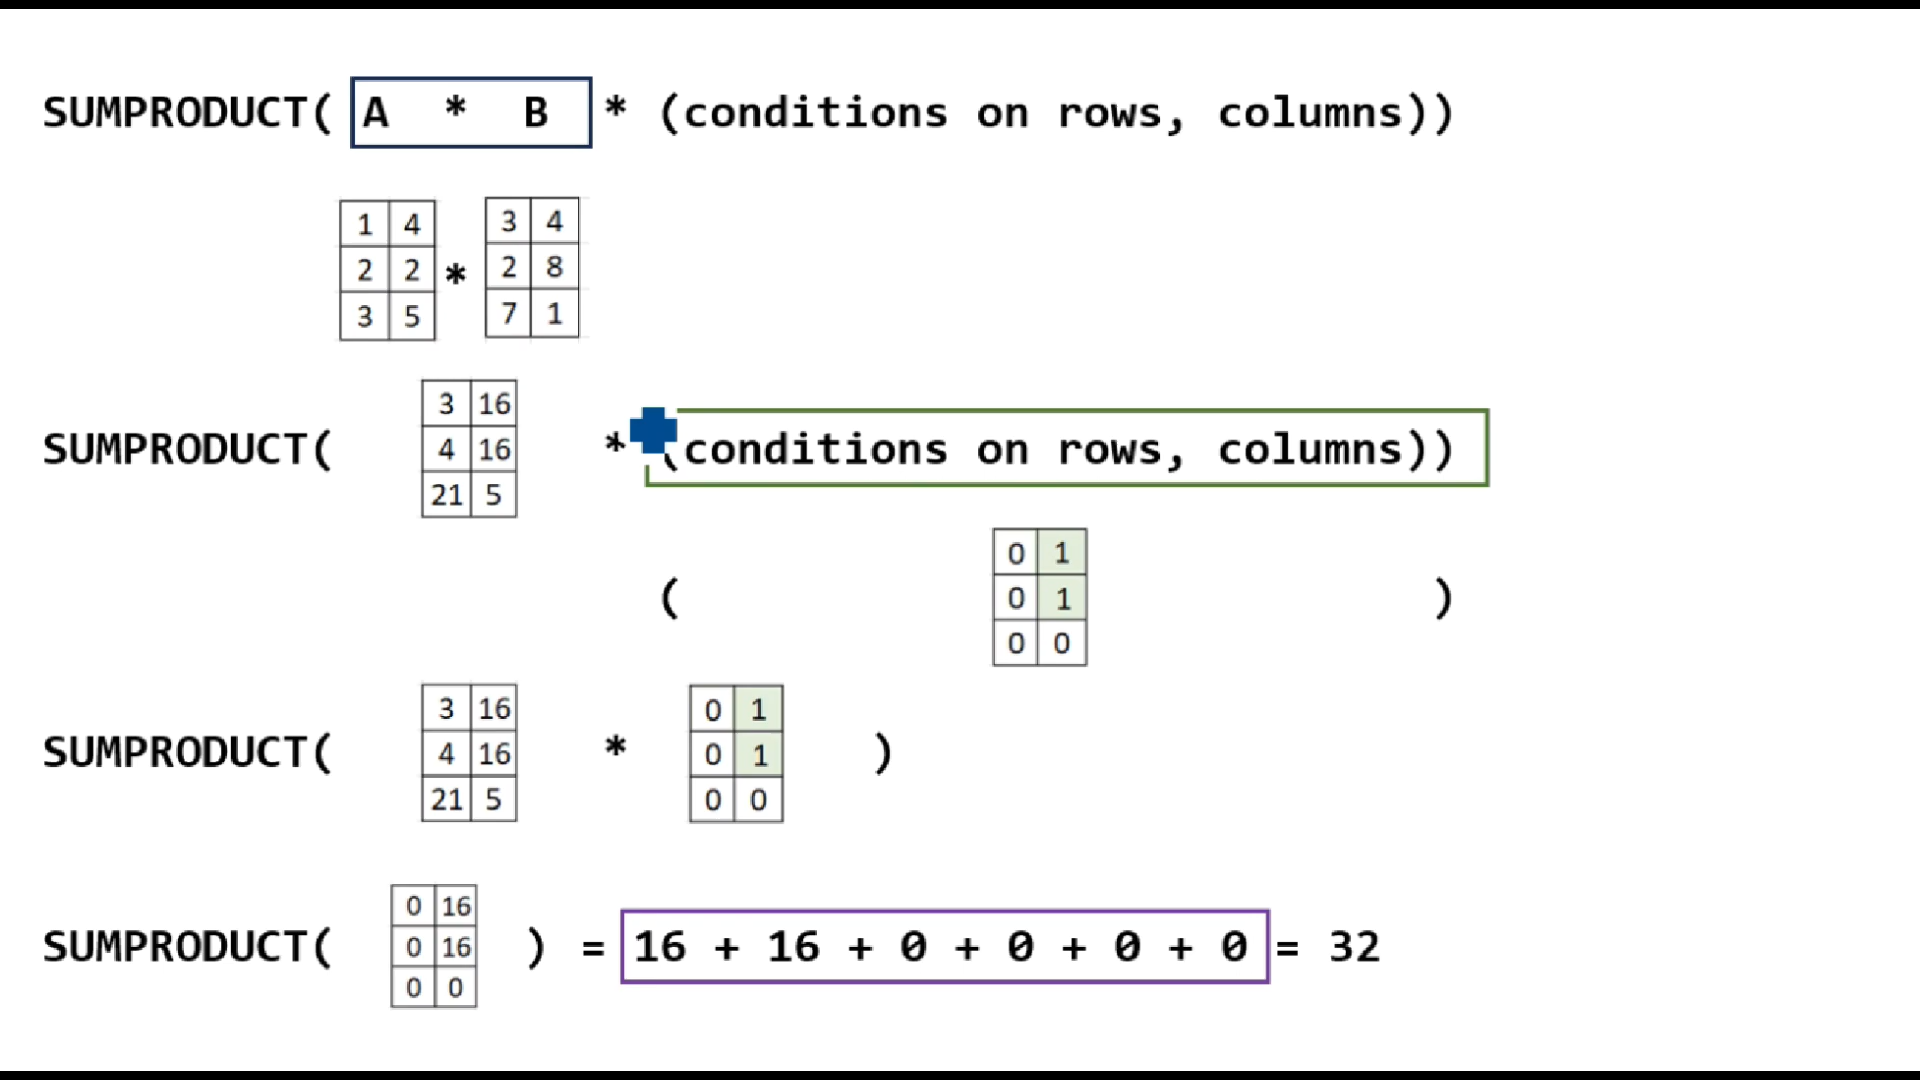 SUMPRODUCT( A * B * (conditions on rows, columns))
1 4 3 4
2 2 * 2 8
3 5 7 1
3 16
SUMPRODUCT( 4 16 * (conditions on rows, columns))
21 5
0 1
( 0 1 )
0 0
3 16 0 1
SUMPRODUCT( 4 16 * 0 1 )
21 5 0 0
0 16
SUMPRODUCT( 0 16 ) = 16 + 16 + 0 + 0 + 0 + 0 = 32
0 0